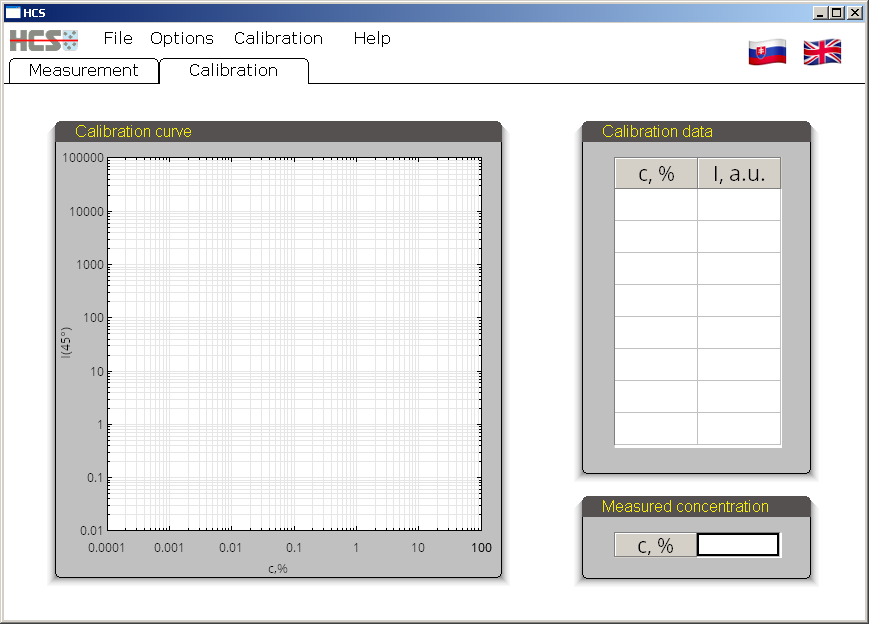 HCS
HCS File Options Calibration Help
Measurement Calibration
Calibration curve
100000
10000
1000
100
10
1
0.1
0.01
I(45°)
0.0001 0.001 0.01 0.1 1 10 100
c,%
Calibration data
c, % I, a.u.
Measured concentration
c, %